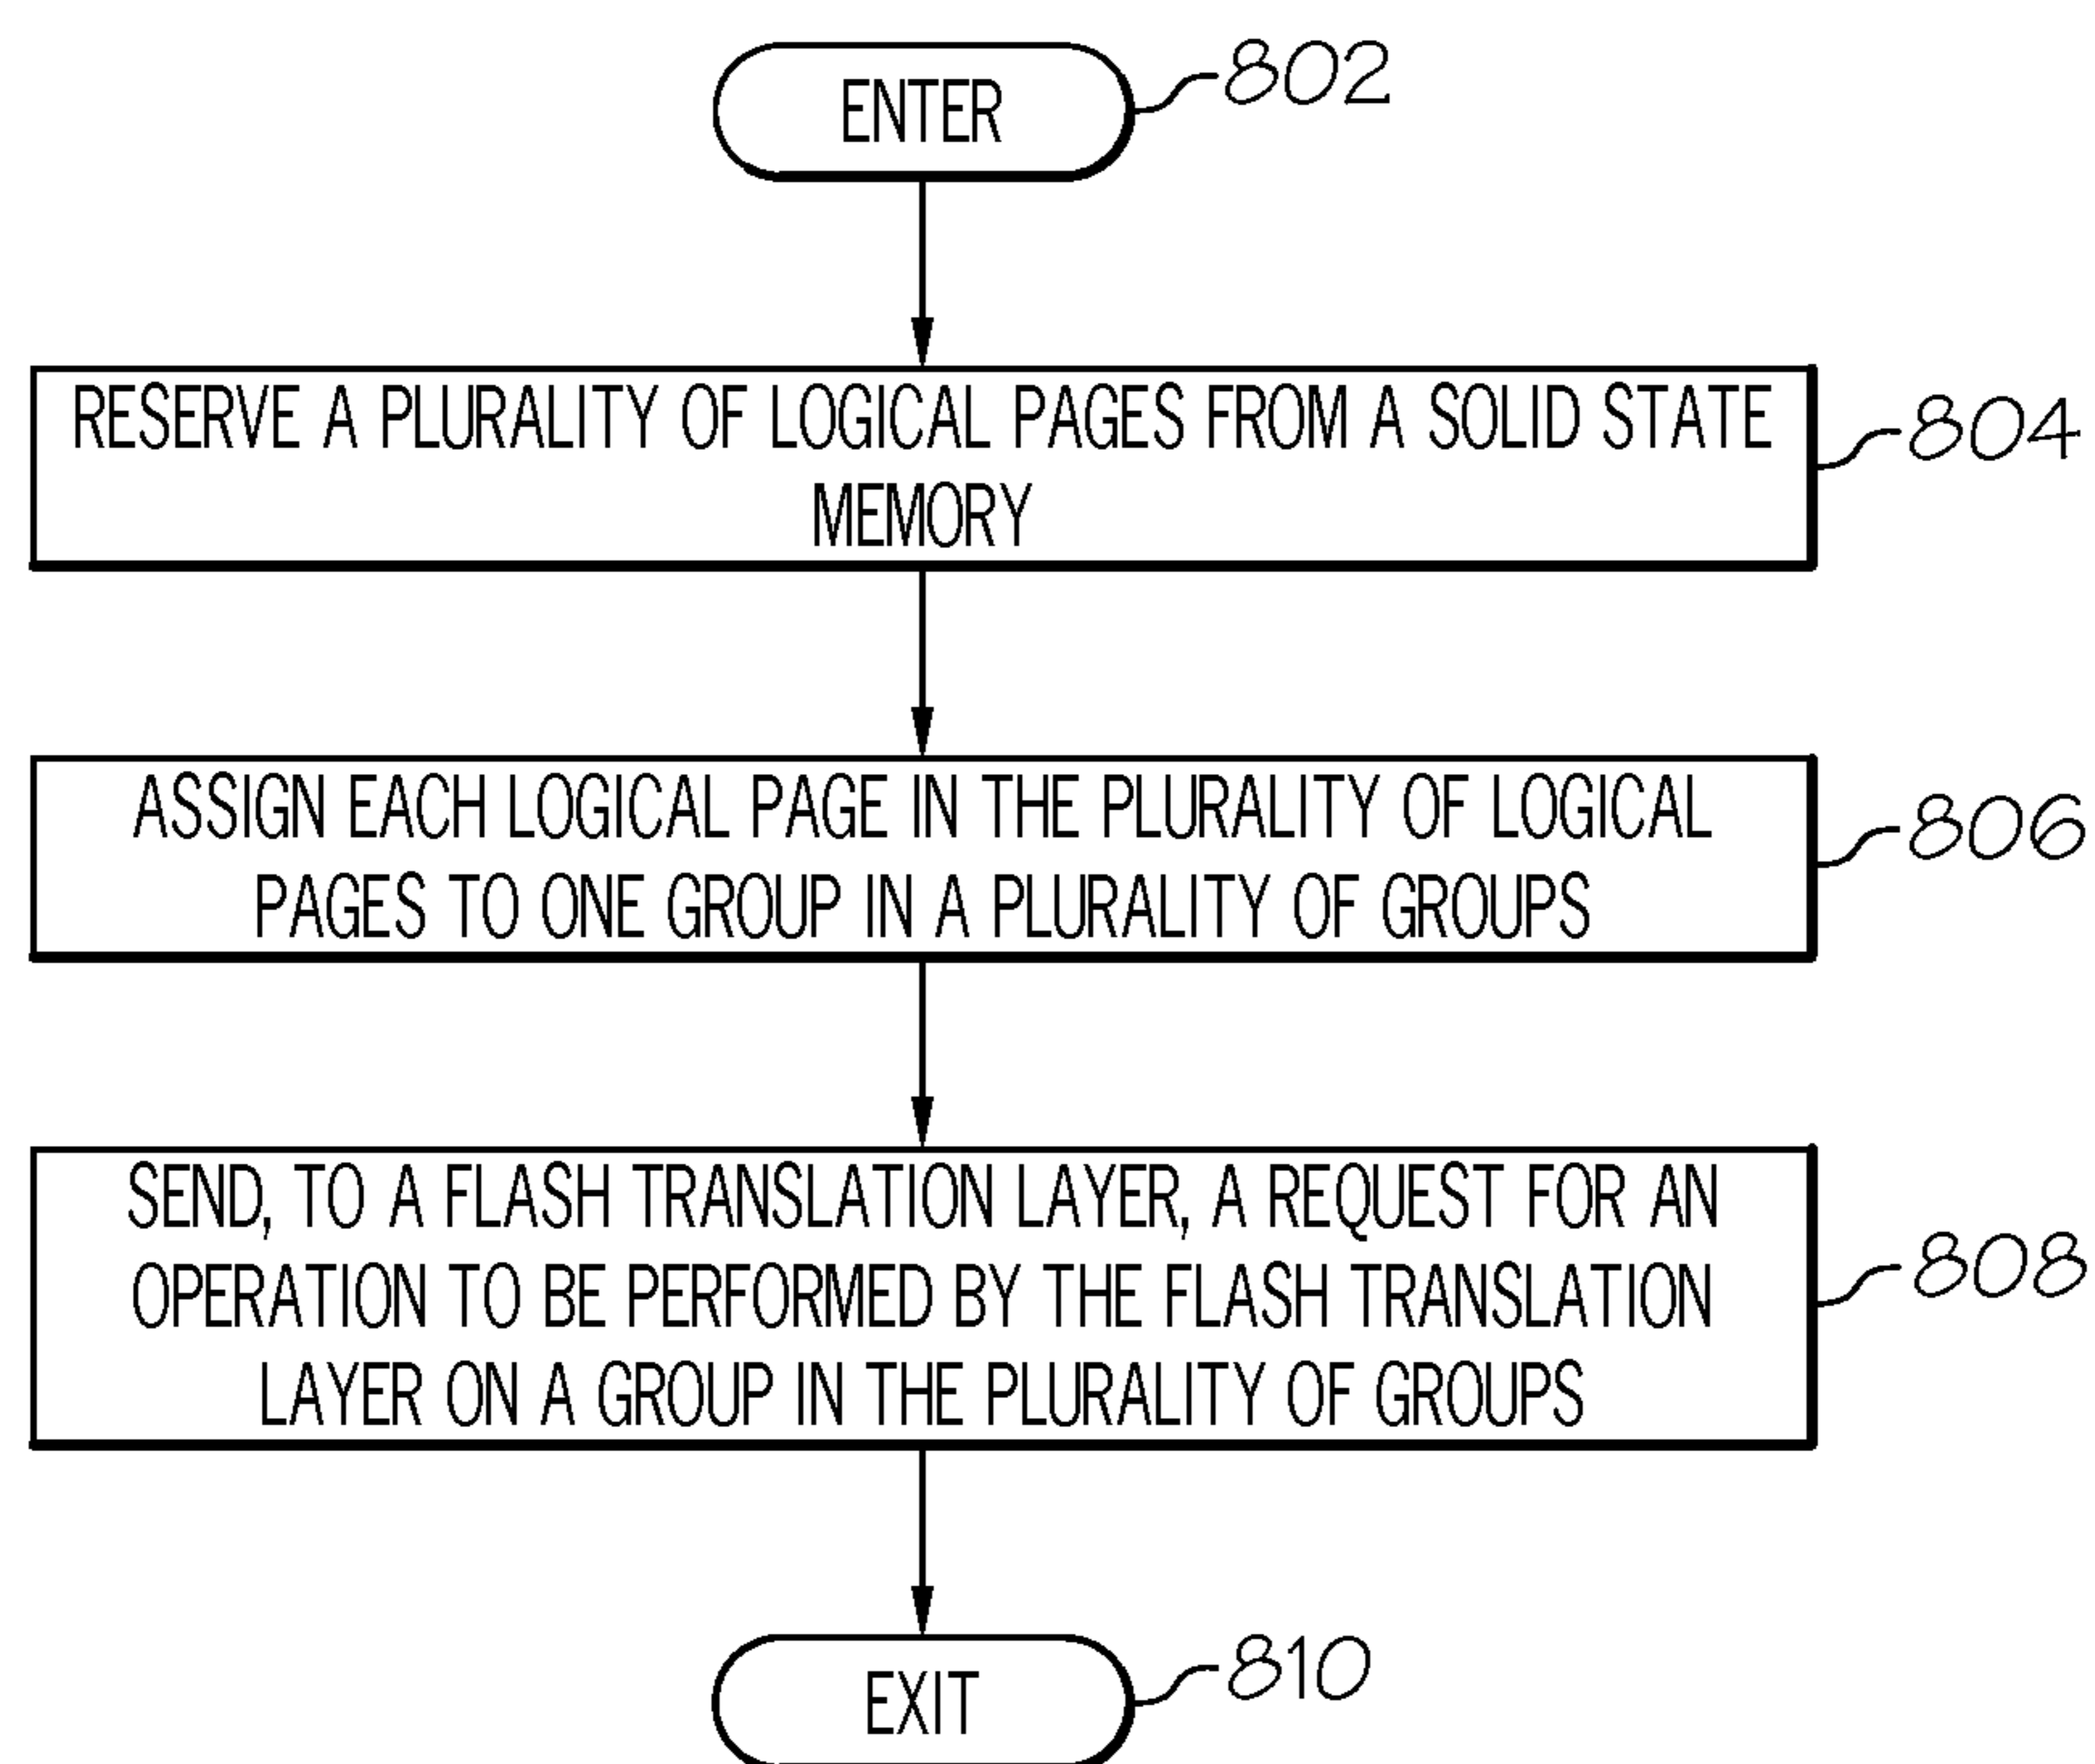 ENTER
802
RESERVE A PLURALITY OF LOGICAL PAGES FROM A SOLID STATE
MEMORY
804
ASSIGN EACH LOGICAL PAGE IN THE PLURALITY OF LOGICAL
PAGES TO ONE GROUP IN A PLURALITY OF GROUPS
806
SEND, TO A FLASH TRANSLATION LAYER, A REQUEST FOR AN
OPERATION TO BE PERFORMED BY THE FLASH TRANSLATION
LAYER ON A GROUP IN THE PLURALITY OF GROUPS
808
EXIT
810